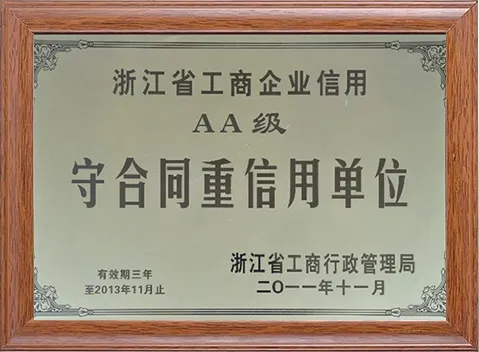 浙江省工商企业信用
AA级
守合同重信用单位
有效期三年
至2013年11月止
浙江省工商行政管理局
二〇一一年十一月